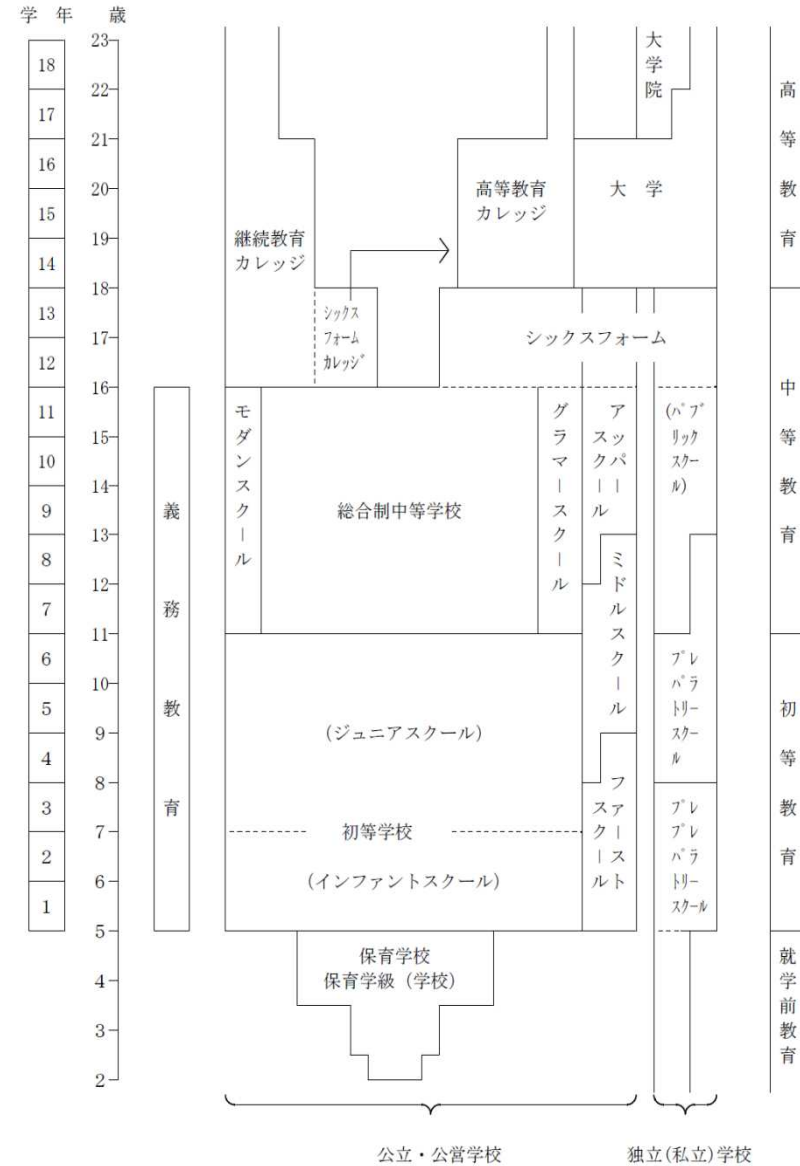 学 年 歳
23
18
22
17
21
16
20
15
19
14
18
13
17
12
16
11
15
10
14
9
13
8
12
7
11
6
10
5
9
4
8
3
7
2
6
1
5
4
3
2
義務教育
継続教育
カレッジ
シックス
フォーム
カレッジ
高等教育
カレッジ
大学院
大 学
シックスフォーム
モダンスクール
総合制中等学校
グラマースクール
アッパー
スクール
(パブ
リック
スクー
ル)
ミドルスクール
(ジュニアスクール)
初等学校
(インファントスクール)
ファースト
スクール
プレ
パラ
トリー
スクー
ル
プレ
プレ
パラ
トリー
スクール
保育学校
保育学級(学校)
高等教育
中等教育
初等教育
就学前教育
公立・公営学校
独立(私立)学校